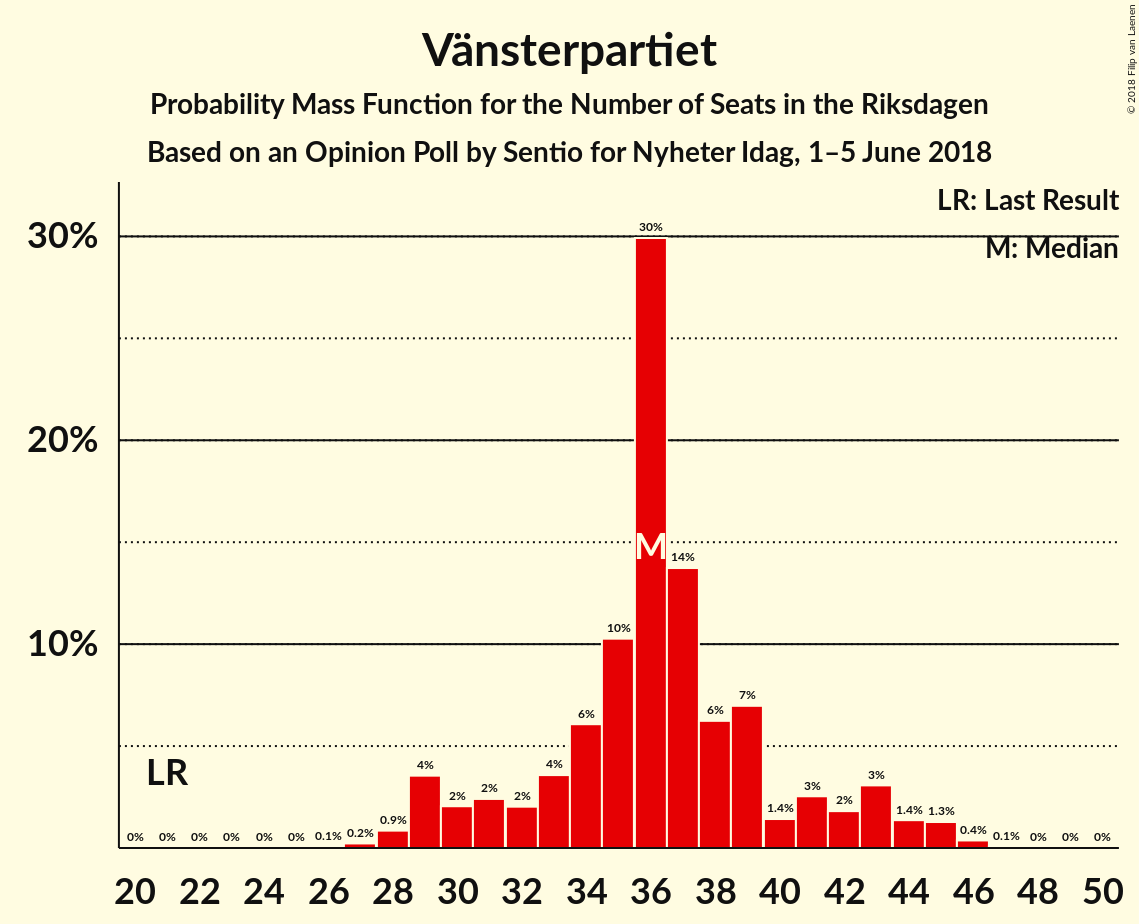 Vänsterpartiet
Probability Mass Function for the Number of Seats in the Riksdagen
Based on an Opinion Poll by Sentio for Nyheter Idag, 1–5 June 2018
© 2018 Filip van Laenen
LR: Last Result
M: Median
30%
20%
10%
LR
M
0% 0% 0% 0% 0% 0% 0.1% 0.2% 0.9% 4% 2% 2% 2% 4% 6% 10% 30% 14% 6% 7% 1.4% 3% 2% 3% 1.4% 1.3% 0.4% 0.1% 0% 0% 0%
20 22 24 26 28 30 32 34 36 38 40 42 44 46 48 50